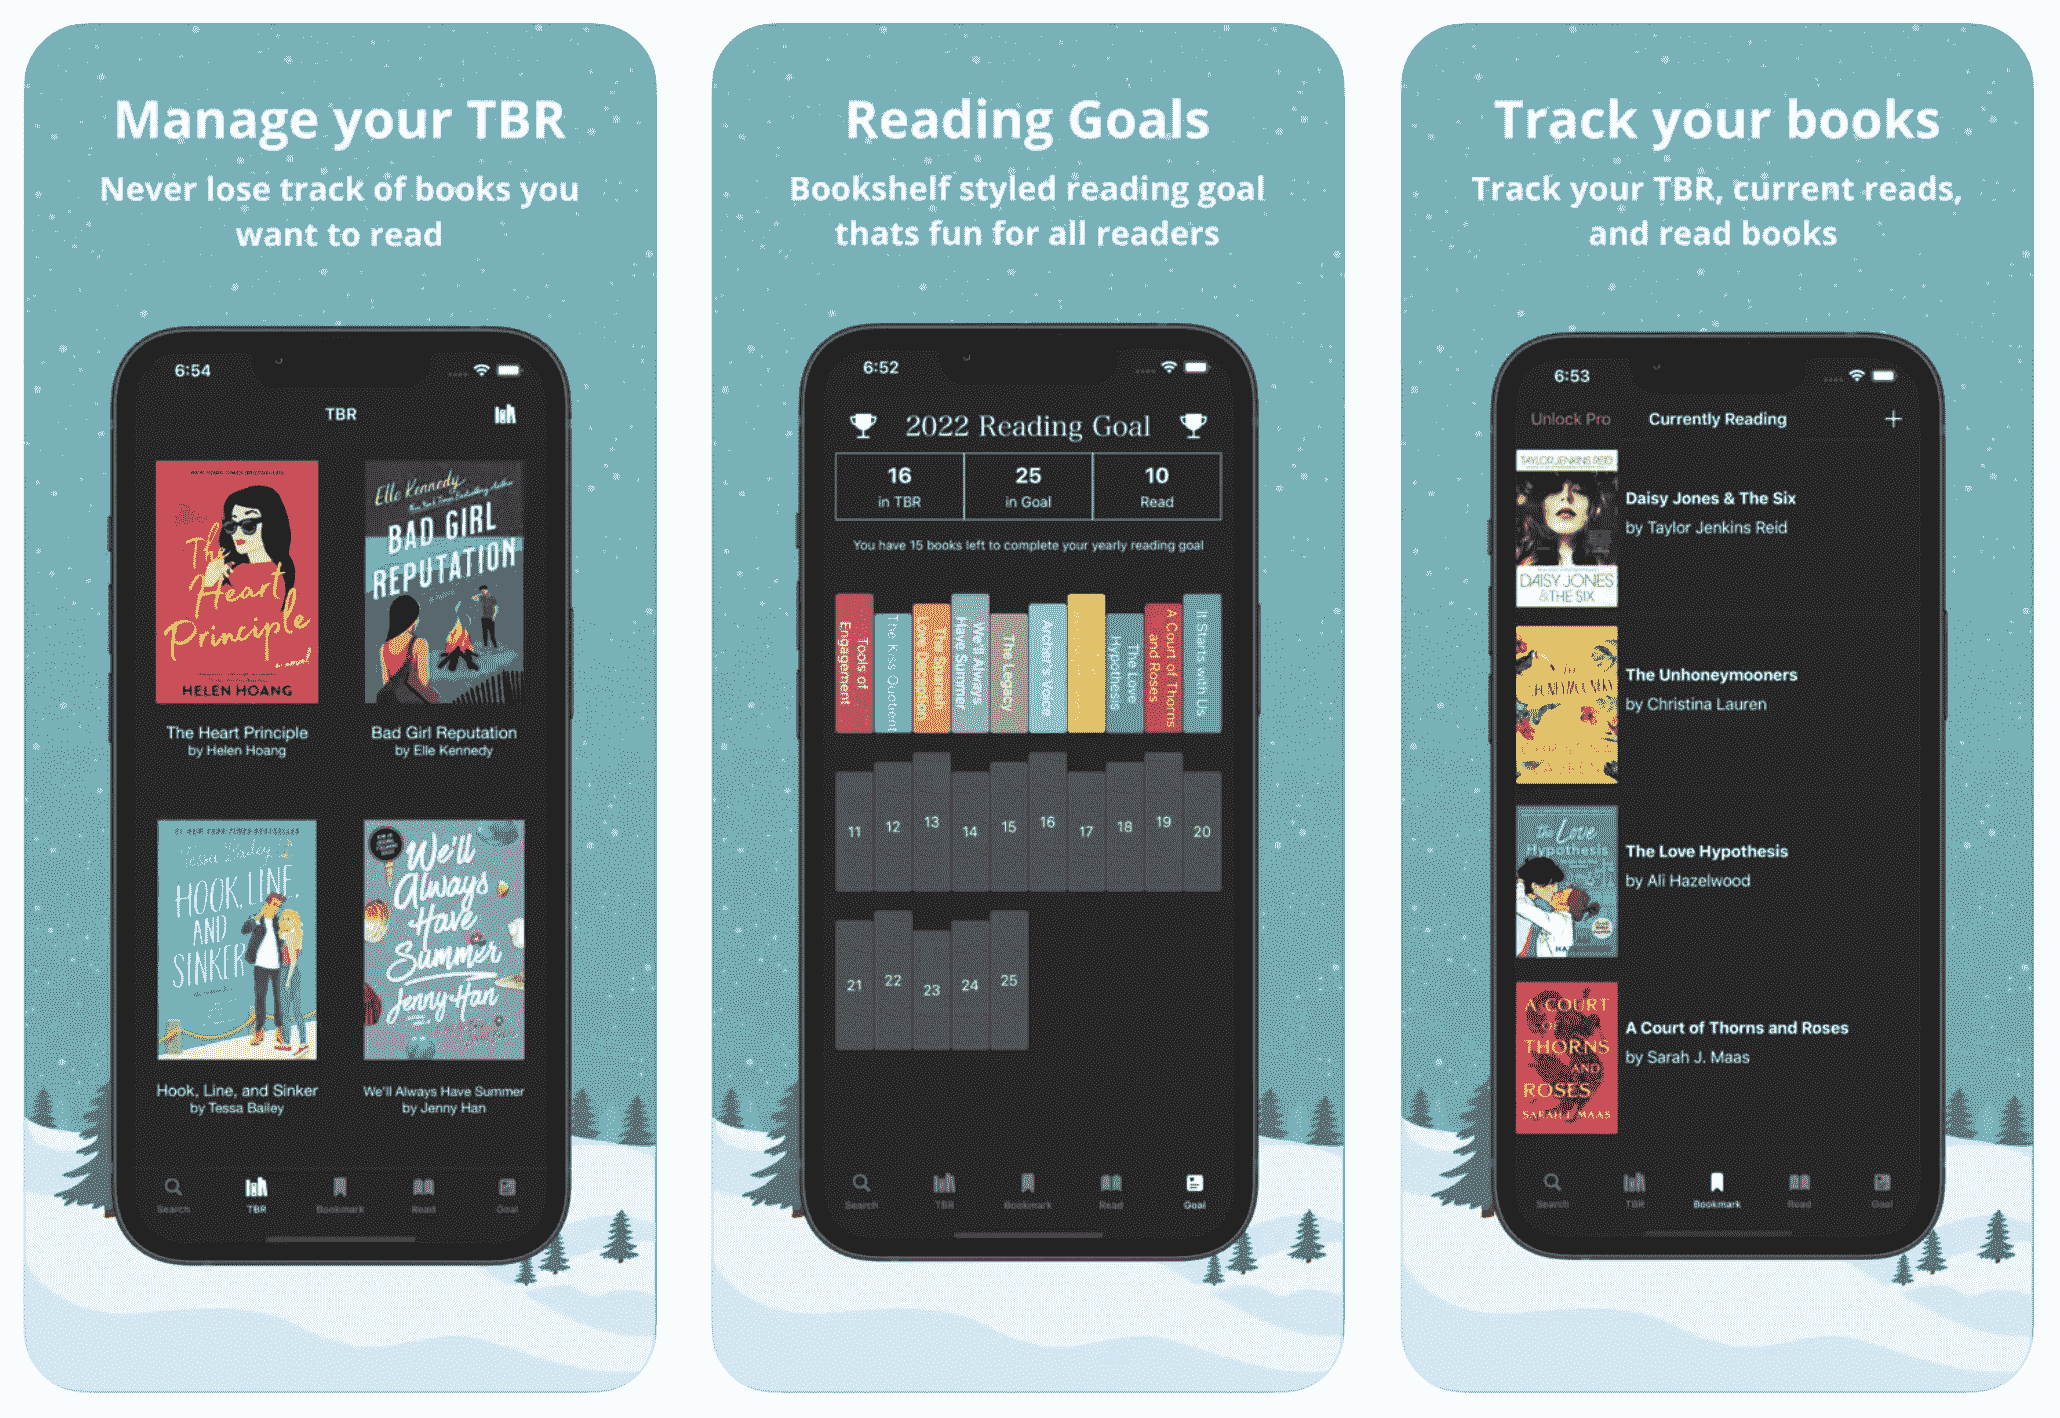 Manage your TBR
Never lose track of books you
want to read
6:54
TBR
The
Heart
Principle
a novel
HELEN HOANG
The Heart Principle
by Helen Hoang
Elle Kennedy
BAD GIRL
REPUTATION
Bad Girl Reputation
by Elle Kennedy
Tessa Bailey
HOOK, LINE,
AND
SINKER
Hook, Line, and Sinker
by Tessa Bailey
We'll
Always
Have
Summer
Jenny Han
We'll Always Have Summer
by Jenny Han
Search
TBR
Bookmark
Read
Goal
Reading Goals
Bookshelf styled reading goal
thats fun for all readers
6:52
2022 Reading Goal
16
in TBR
25
in Goal
10
Read
You have 15 books left to complete your yearly reading goal
Tools of
Engagement
The Kiss Quotient
The Spanish
Love Deception
We'll Always
Have Summer
The Legacy
Archer's Voice
The Love
Hypothesis
A Court of Thorns
and Roses
It Starts with Us
11
12
13
14
15
16
17
18
19
20
21
22
23
24
25
Search
TBR
Bookmark
Read
Goal
Track your books
Track your TBR, current reads,
and read books
6:53
Unlock Pro
Currently Reading
TAYLOR JENKINS REID
DAISY JONES
& THE SIX
Daisy Jones & The Six
by Taylor Jenkins Reid
The Unhoneymooners
by Christina Lauren
The Love
Hypothesis
The Love Hypothesis
by Ali Hazelwood
A COURT
OF
THORNS
AND
ROSES
SARAH J. MAAS
A Court of Thorns and Roses
by Sarah J. Maas
Search
TBR
Bookmark
Read
Goal